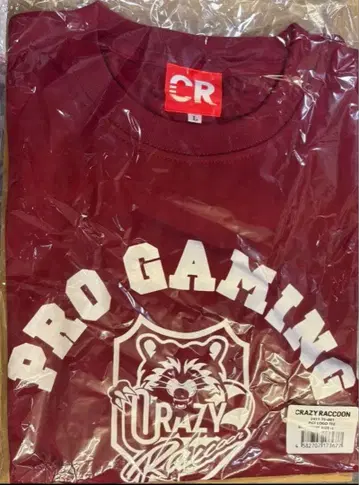 CR
L
PRO GAMING
CRAZY
Raccoon
CRAZY RACCOON